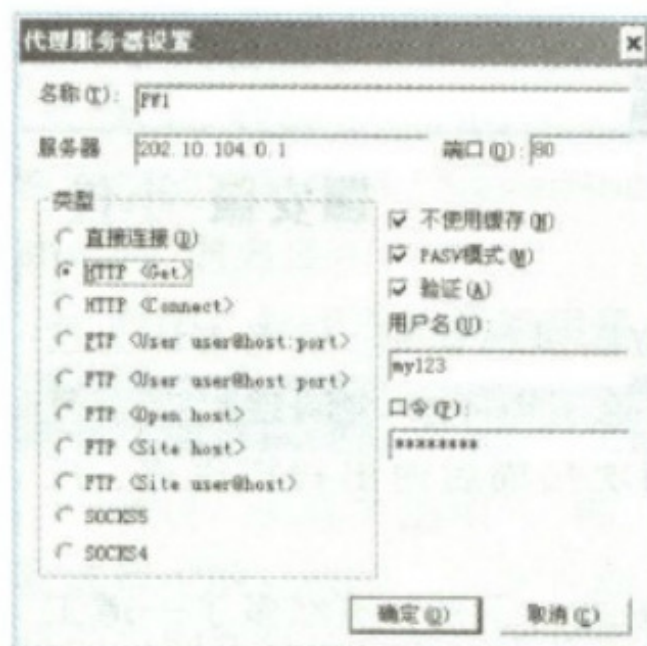 代理服务器设置
名称(T): FF1
服务器 202.10.104.0.1 端口(O): 80
类型
直接连接(D)
HTTP <Get>
HTTP <Connect>
FTP <User user@host:port>
FTP <User user@host port>
FTP <Open host>
FTP <Site host>
FTP <Site user@host>
SOCKS5
SOCKS4
不使用缓存(N)
PASV模式(M)
验证(A)
用户名(U):
my123
口令(P):
********
确定(O) 取消(C)